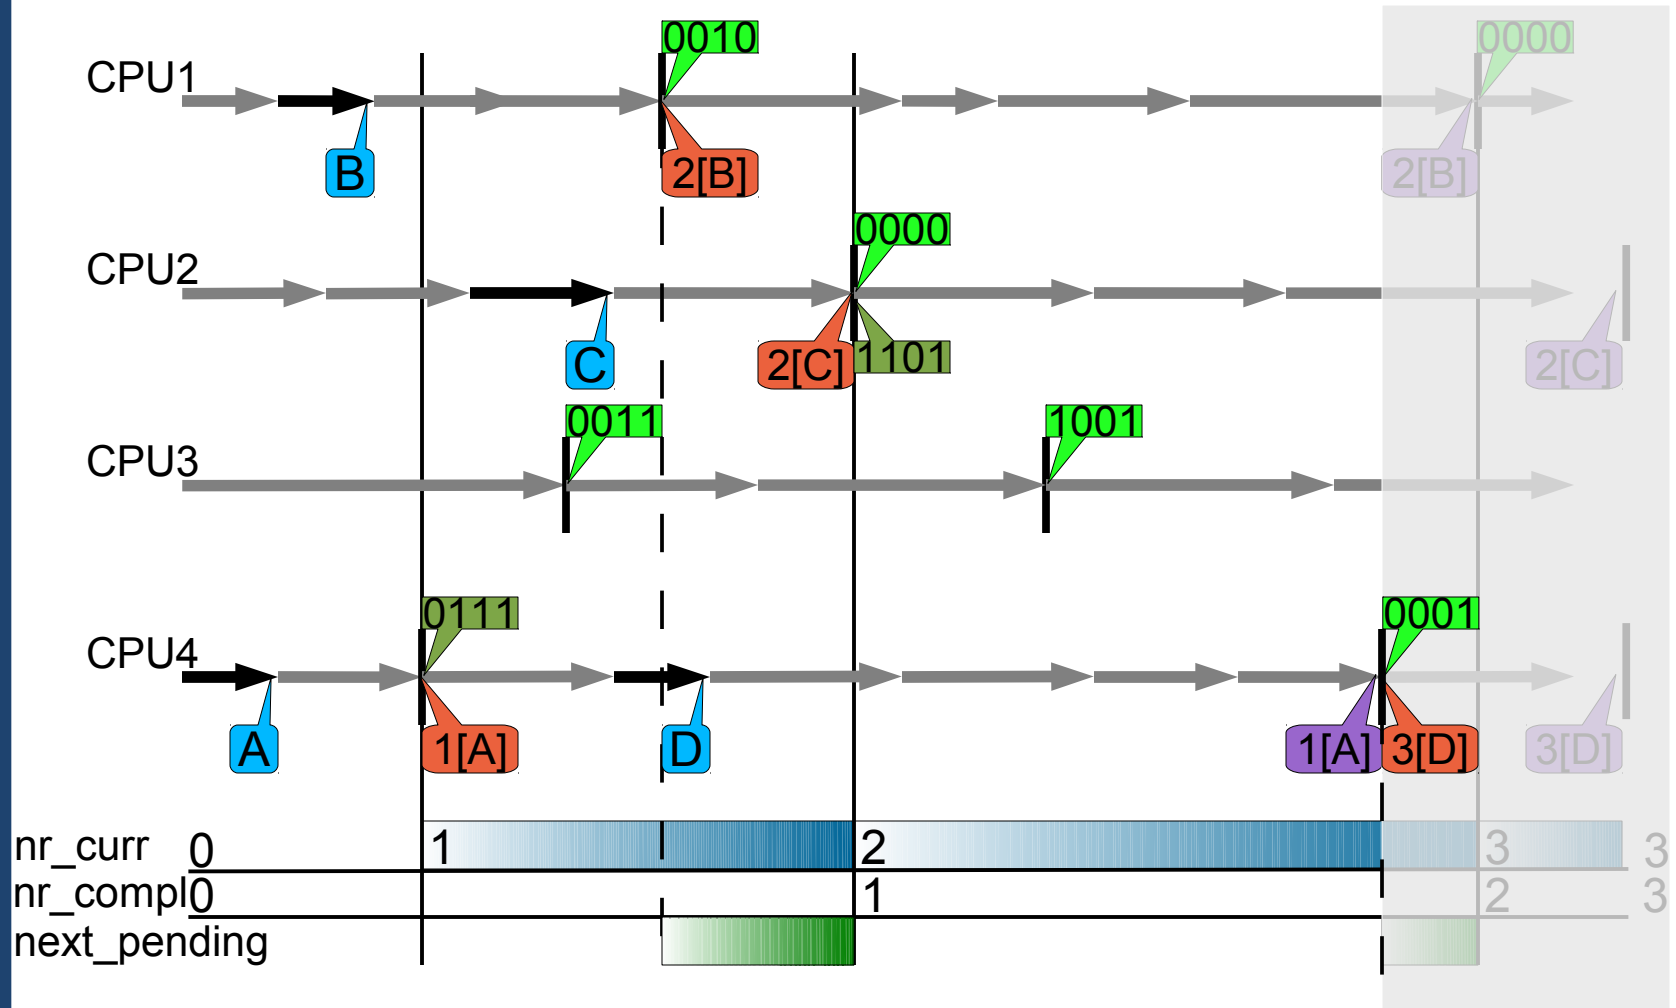 0010
0000
CPU1
B
2[B]
2[B]
0000
CPU2
C
2[C]
1101
2[C]
0011
1001
CPU3
0111
0001
CPU4
A
1[A]
D
1[A]
3[D]
3[D]
nr_curr 0 1 2 3 3
nr_compl 0 1 2 3
next_pending